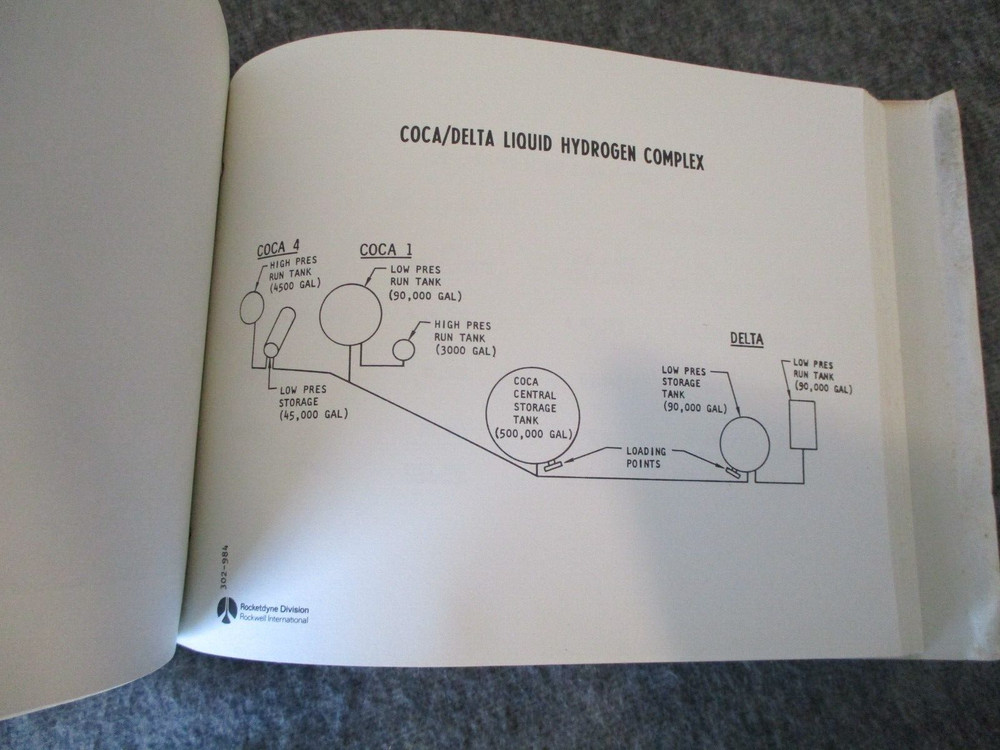 COCA/DELTA LIQUID HYDROGEN COMPLEX
COCA 4
HIGH PRES
RUN TANK
(4500 GAL)
LOW PRES
STORAGE
(45,000 GAL)
COCA 1
LOW PRES
RUN TANK
(90,000 GAL)
HIGH PRES
RUN TANK
(3000 GAL)
COCA
CENTRAL
STORAGE
TANK
(500,000 GAL)
LOADING
POINTS
DELTA
LOW PRES
STORAGE
TANK
(90,000 GAL)
LOW PRES
RUN TANK
(90,000 GAL)
302-984
Rocketdyne Division
Rockwell International